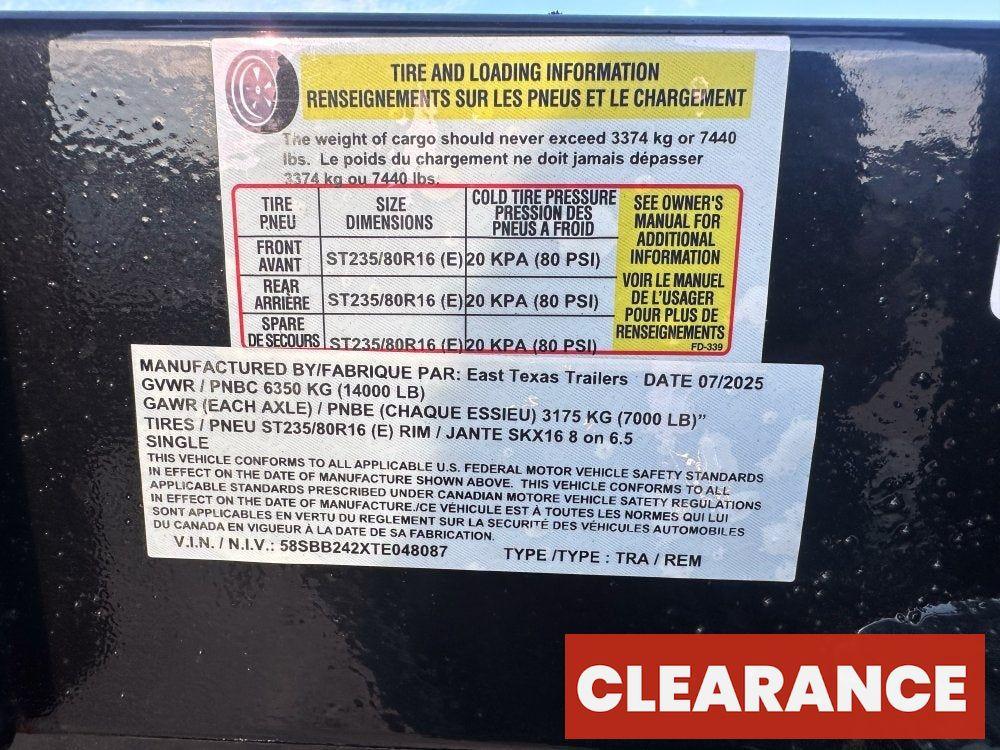 TIRE AND LOADING INFORMATION
RENSEIGNEMENTS SUR LES PNEUS ET LE CHARGEMENT
The weight of cargo should never exceed 3374 kg or 7440
lbs. Le poids du chargement ne doit jamais dépasser
3374 kg ou 7440 lbs.
TIRE PNEU SIZE DIMENSIONS COLD TIRE PRESSURE PRESSION DES PNEUS A FROID
FRONT AVANT ST235/80R16 (E) 20 KPA (80 PSI)
REAR ARRIÈRE ST235/80R16 (E) 20 KPA (80 PSI)
SPARE DE SECOURS ST235/80R16 (E) 20 KPA (80 PSI)
SEE OWNER'S
MANUAL FOR
ADDITIONAL
INFORMATION
VOIR LE MANUEL
DE L'USAGER
POUR PLUS DE
RENSEIGNEMENTS
FD-339
MANUFACTURED BY/FABRIQUE PAR: East Texas Trailers DATE 07/2025
GVWR / PNBC 6350 KG (14000 LB)
GAWR (EACH AXLE) / PNBE (CHAQUE ESSIEU) 3175 KG (7000 LB)"
TIRES / PNEU ST235/80R16 (E) RIM / JANTE SKX16 8 on 6.5
SINGLE
THIS VEHICLE CONFORMS TO ALL APPLICABLE U.S. FEDERAL MOTOR VEHICLE SAFETY STANDARDS
IN EFFECT ON THE DATE OF MANUFACTURE SHOWN ABOVE. THIS VEHICLE CONFORMS TO ALL
APPLICABLE STANDARDS PRESCRIBED UNDER CANADIAN MOTORE VEHICLE SATETY REGULATIONS
IN EFFECT ON THE DATE OF MANUFACTURE./CE VÉHICULE EST À TOUTES LES NORMES QUI LUI
SONT APPLICABLES EN VERTU DU REGLEMENT SUR LA SECURITÉ DES VÉHICULES AUTOMOBILES
DU CANADA EN VIGUEUR À LA DATE DE SA FABRICATION.
V.I.N. / N.I.V.: 58SBB242XTE048087 TYPE /TYPE : TRA / REM
CLEARANCE